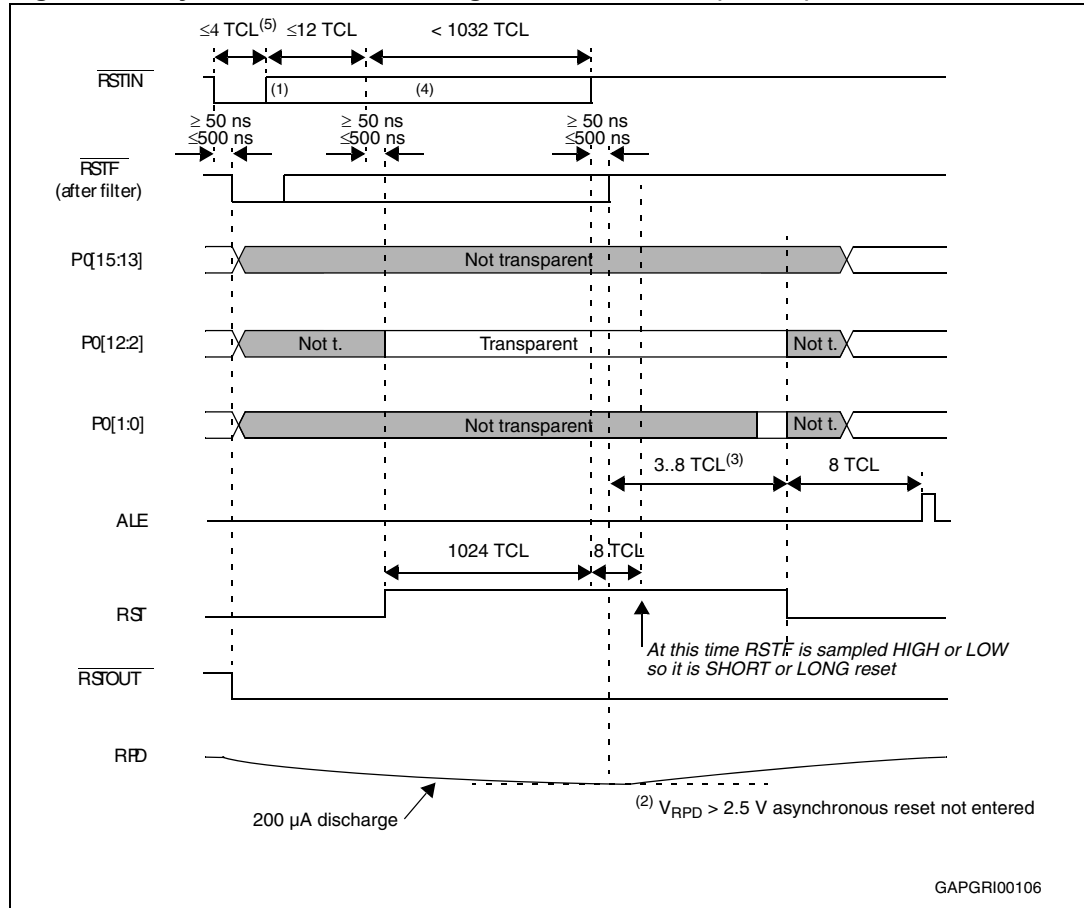 ≤4 TCL(5) ≤12 TCL < 1032 TCL
RSTIN
(1) (4)
≥ 50 ns ≥ 50 ns ≥ 50 ns
≤500 ns ≤500 ns ≤500 ns
RSTF
(after filter)
P0[15:13] Not transparent
P0[12:2] Not t. Transparent Not t.
P0[1:0] Not transparent Not t.
3..8 TCL(3) 8 TCL
ALE
1024 TCL 8 TCL
RST
At this time RSTF is sampled HIGH or LOW
so it is SHORT or LONG reset
RSTOUT
RPD
200 µA discharge
(2) VRPD > 2.5 V asynchronous reset not entered
GAPGRI00106